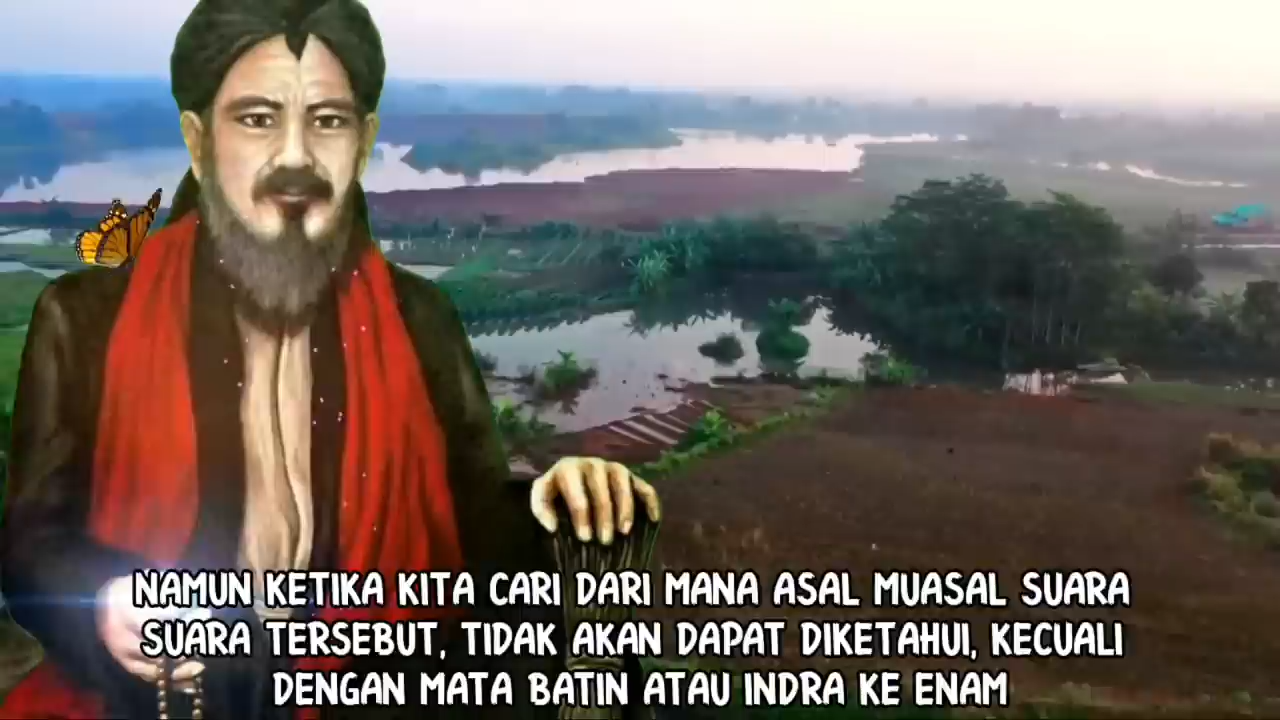 NAMUN KETIKA KITA CARI DARI MANA ASAL MUASAL SUARA
SUARA TERSEBUT, TIDAK AKAN DAPAT DIKETAHUI, KECUALI
DENGAN MATA BATIN ATAU INDRA KE ENAM